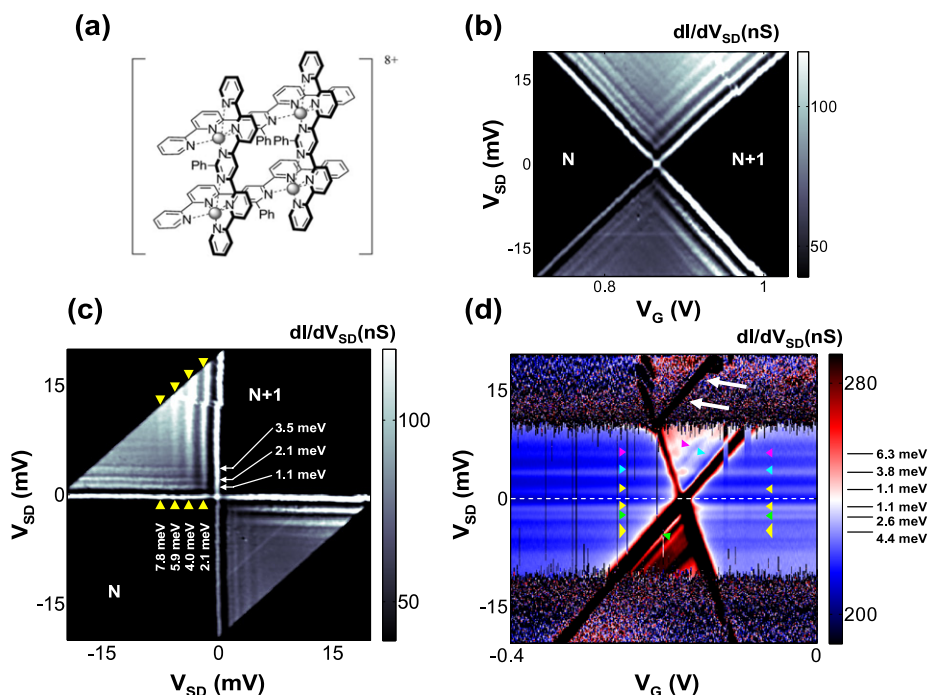 (a)
8+
N
N
N
N
N
N
Ph
Ph
Ph
N
N
N
N
N
N
Ph
(b)
dI/dV_SD(nS)
15
0
-15
V_SD (mV)
N
N+1
0.8
1
V_G (V)
100
50
(c)
dI/dV_SD(nS)
15
0
-15
V_SD (mV)
N+1
3.5 meV
2.1 meV
1.1 meV
7.8 meV
5.9 meV
4.0 meV
2.1 meV
N
-15
0
15
V_SD (mV)
100
50
(d)
dI/dV_SD(nS)
15
0
-15
V_SD (mV)
-0.4
0
V_G (V)
280
200
6.3 meV
3.8 meV
1.1 meV
1.1 meV
2.6 meV
4.4 meV